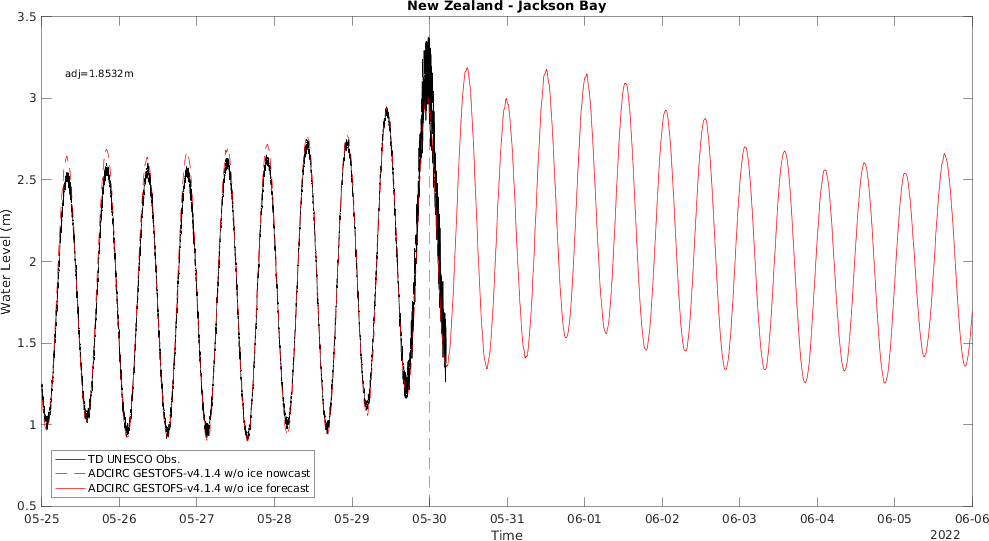 New Zealand - Jackson Bay
3.5
adj=1.8532m
3
2.5
2
Water Level (m)
1.5
1
TD UNESCO Obs.
ADCIRC GESTOFS-v4.1.4 w/o ice nowcast
ADCIRC GESTOFS-v4.1.4 w/o ice forecast
0.5
05-25 05-26 05-27 05-28 05-29 05-30 05-31 06-01 06-02 06-03 06-04 06-05 06-06
Time
2022